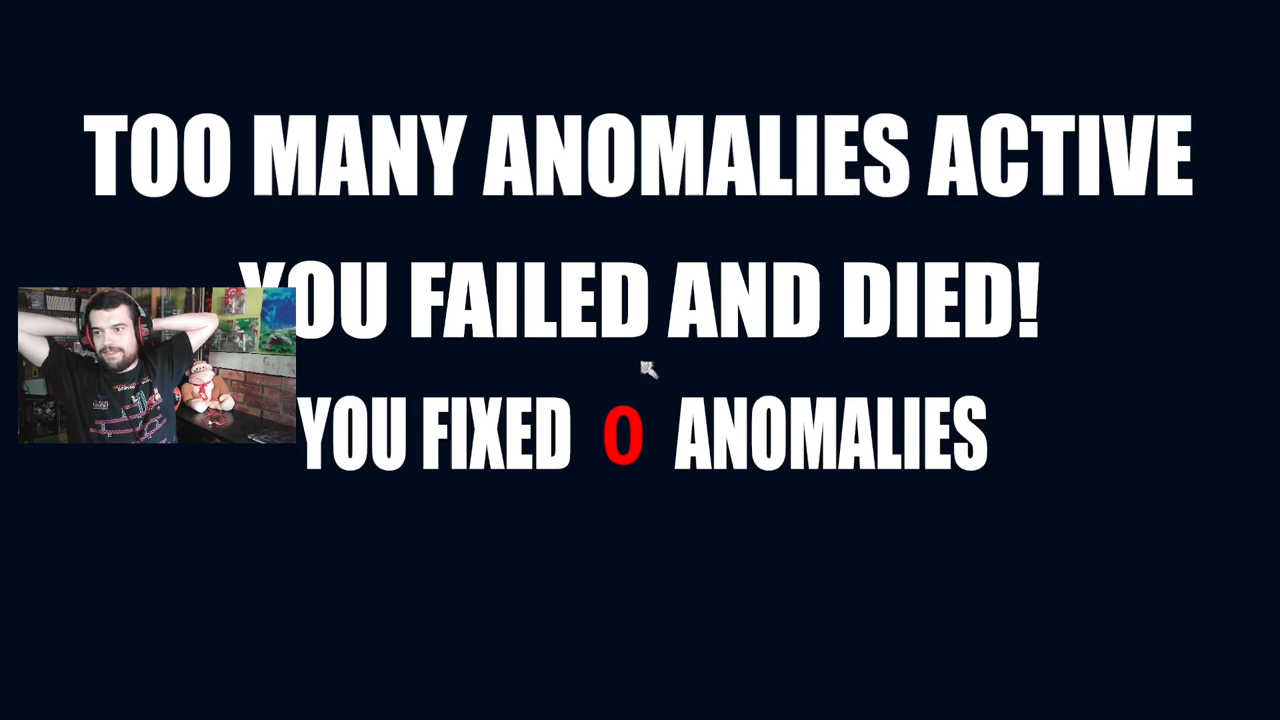 TOO MANY ANOMALIES ACTIVE
YOU FAILED AND DIED!
YOU FIXED 0 ANOMALIES